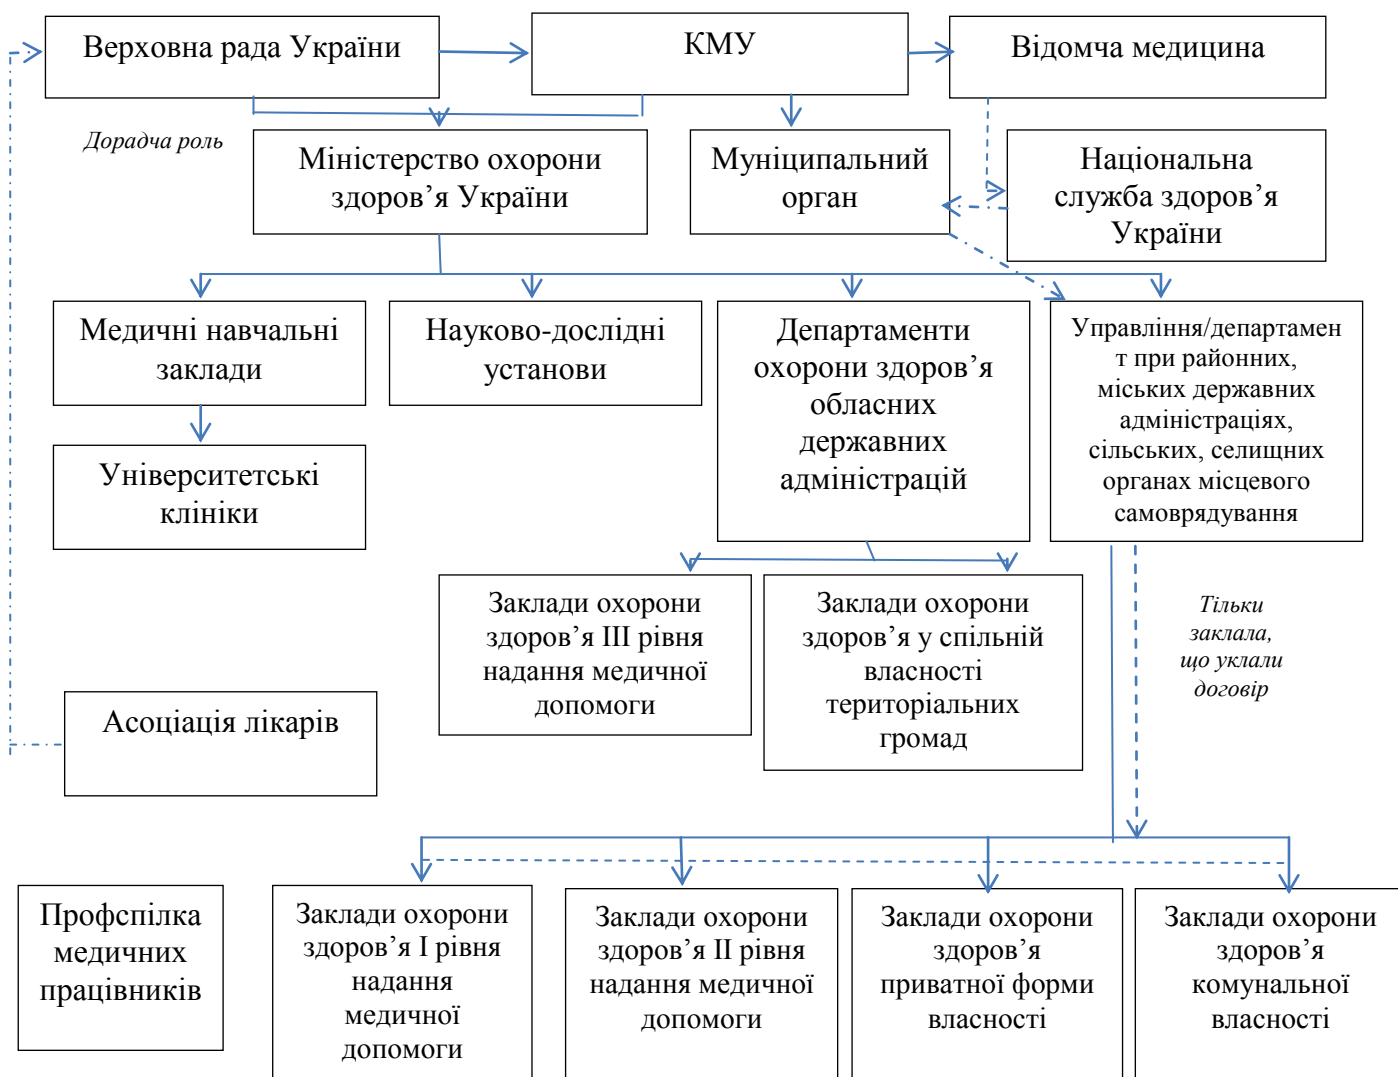 Верховна рада України
КМУ
Відомча медицина
Дорадча роль
Міністерство охорони
здоров’я України
Муніципальний
орган
Національна
служба здоров’я
України
Медичні навчальні
заклади
Науково-дослідні
установи
Департаменти
охорони здоров’я
обласних
державних
адміністрацій
Управління/департамен
т при районних,
міських державних
адміністраціях,
сільських, селищних
органах місцевого
самоврядування
Університетські
клініки
Заклади охорони
здоров’я ІІІ рівня
надання медичної
допомоги
Заклади охорони
здоров’я у спільній
власності
територіальних
громад
Тільки
заклала,
що уклали
договір
Асоціація лікарів
Профспілка
медичних
працівників
Заклади охорони
здоров’я І рівня
надання
медичної
допомоги
Заклади охорони
здоров’я ІІ рівня
надання медичної
допомоги
Заклади охорони
здоров’я
приватної форми
власності
Заклади охорони
здоров’я
комунальної
власності